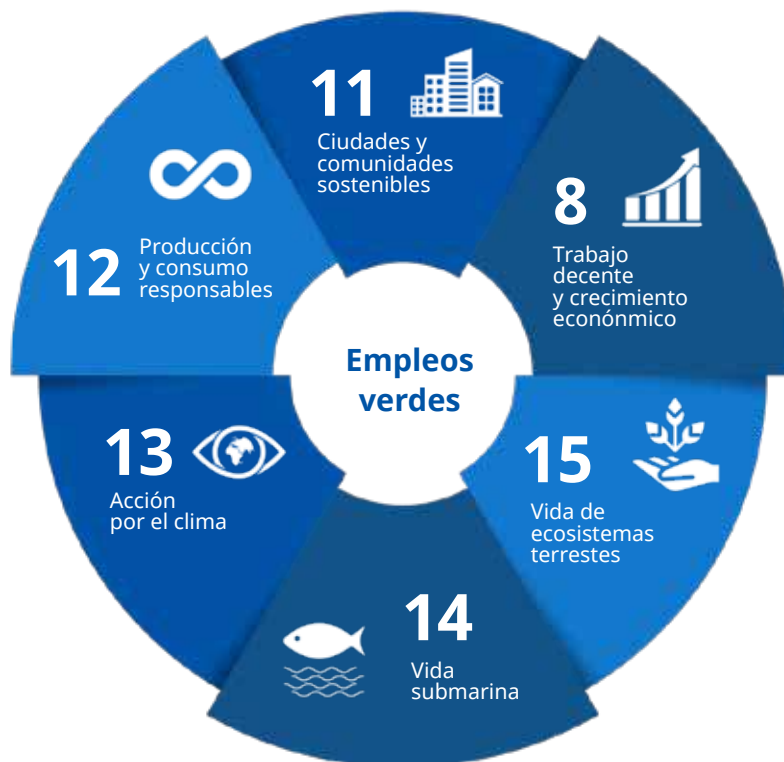 11
Ciudades y
comunidades
sostenibles
8
Trabajo
decente
y crecimiento
econónmico
15
Vida de
ecosistemas
terrestes
14
Vida
submarina
13
Acción
por el clima
12
Producción
y consumo
responsables
Empleos
verdes